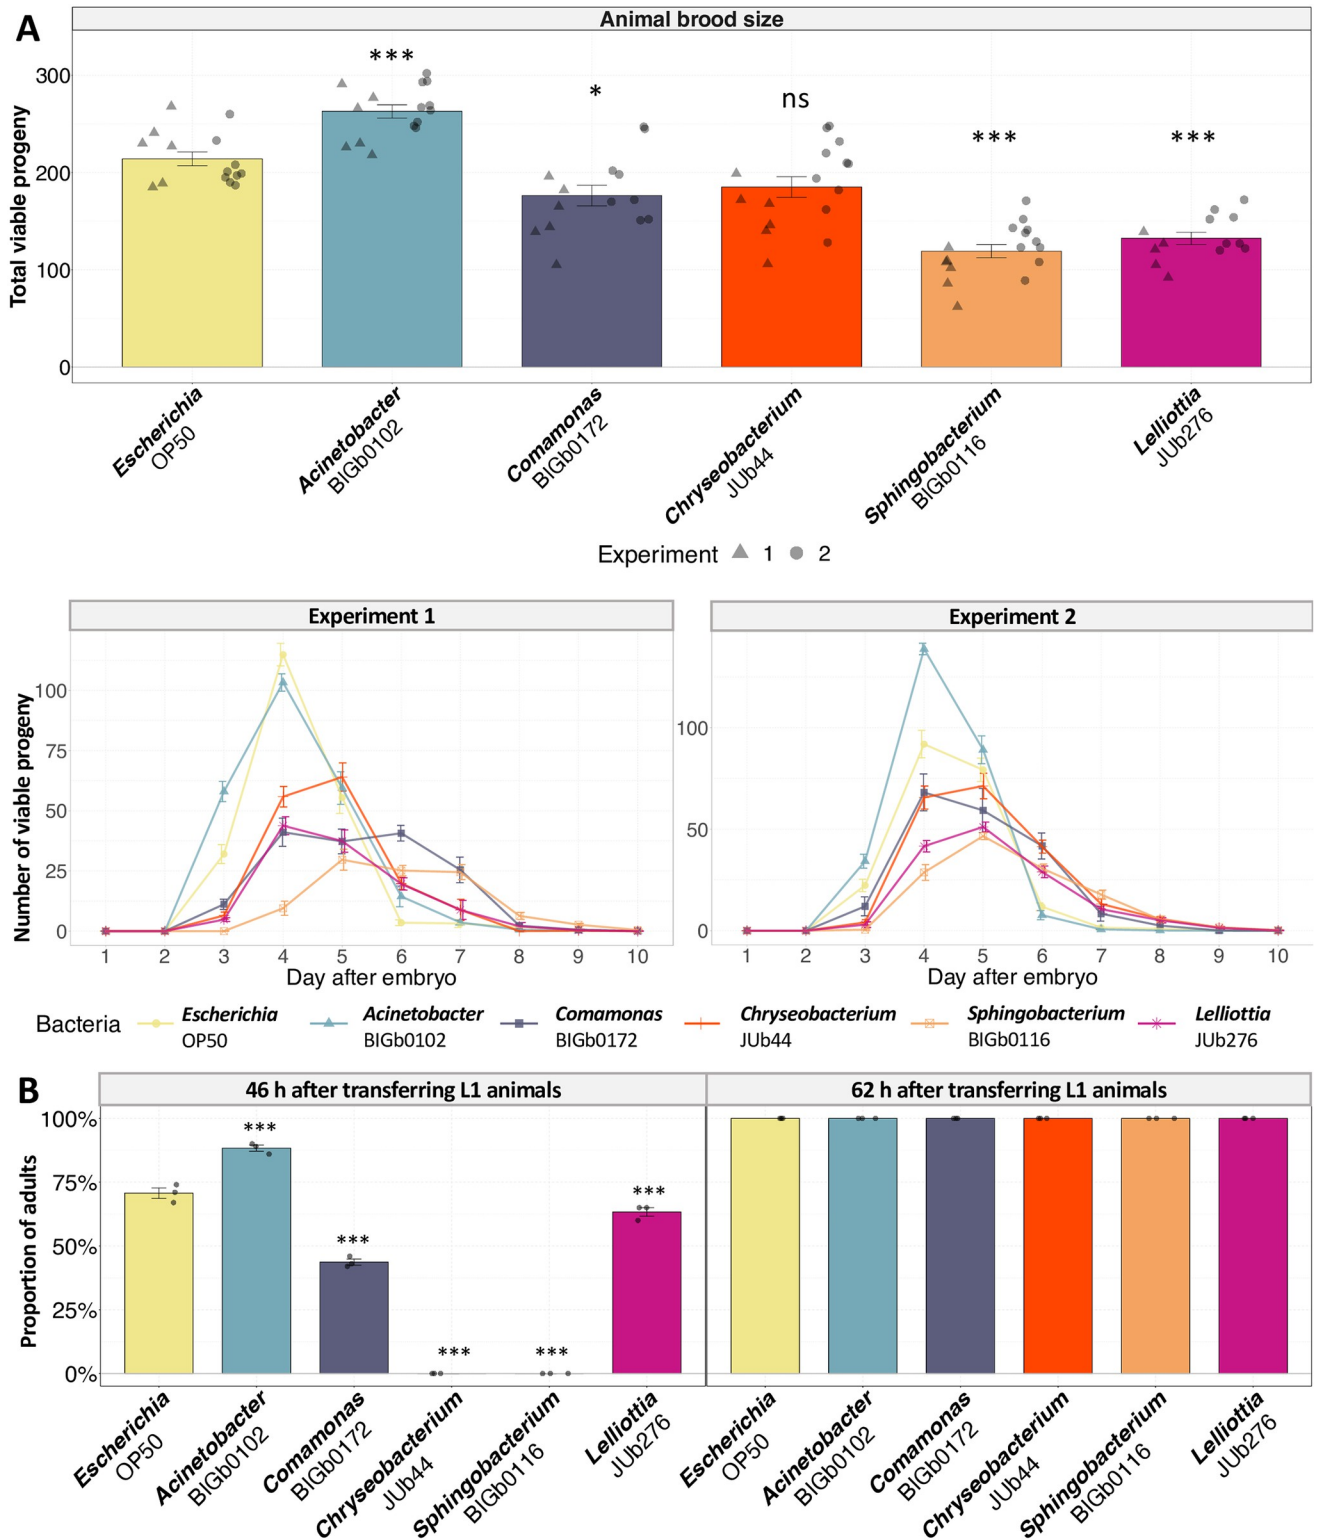 A
Animal brood size
Total viable progeny
300
200
100
0
***
*
ns
***
***
Escherichia
OP50
Acinetobacter
BIGb0102
Comamonas
BIGb0172
Chryseobacterium
JUb44
Sphingobacterium
BIGb0116
Lelliottia
JUb276
Experiment 1 2
Experiment 1
Number of viable progeny
100
75
50
25
0
1 2 3 4 5 6 7 8 9 10
Day after embryo
Experiment 2
100
50
0
1 2 3 4 5 6 7 8 9 10
Day after embryo
Bacteria
Escherichia
OP50
Acinetobacter
BIGb0102
Comamonas
BIGb0172
Chryseobacterium
JUb44
Sphingobacterium
BIGb0116
Lelliottia
JUb276
B
46 h after transferring L1 animals
62 h after transferring L1 animals
Proportion of adults
100%
75%
50%
25%
0%
***
***
***
***
***
Escherichia
OP50
Acinetobacter
BIGb0102
Comamonas
BIGb0172
Chryseobacterium
JUb44
Sphingobacterium
BIGb0116
Lelliottia
JUb276
Escherichia
OP50
Acinetobacter
BIGb0102
Comamonas
BIGb0172
Chryseobacterium
JUb44
Sphingobacterium
BIGb0116
Lelliottia
JUb276